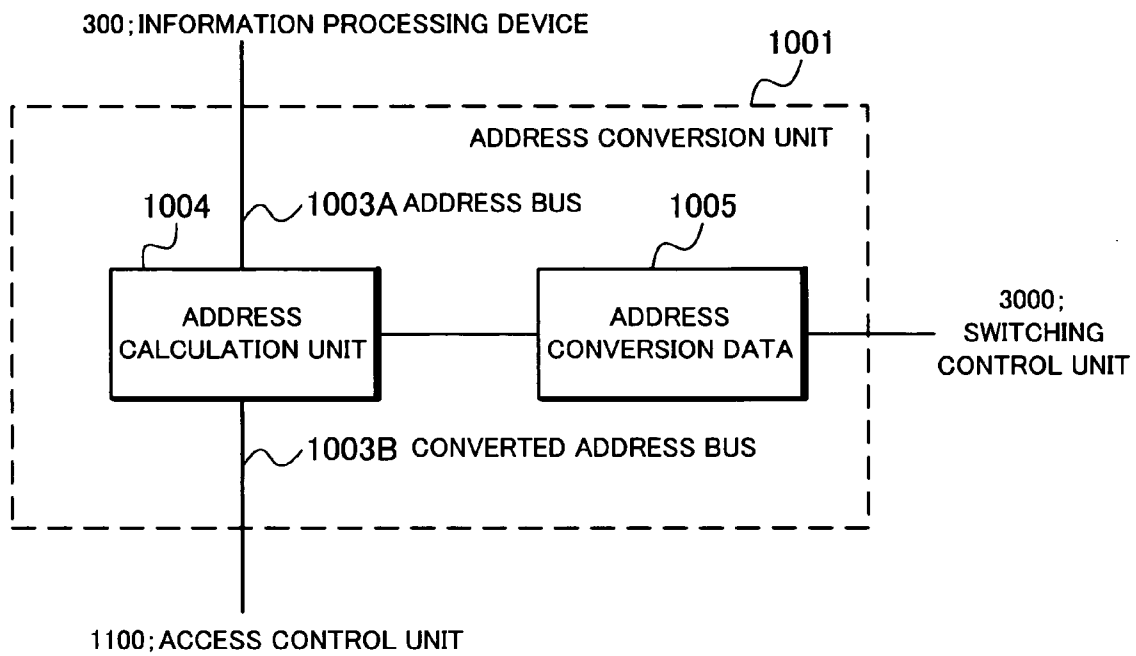 300;INFORMATION PROCESSING DEVICE
1001
ADDRESS CONVERSION UNIT
1004
1003A ADDRESS BUS
1005
ADDRESS
CALCULATION UNIT
ADDRESS
CONVERSION DATA
3000;
SWITCHING
CONTROL UNIT
1003B CONVERTED ADDRESS BUS
1100;ACCESS CONTROL UNIT